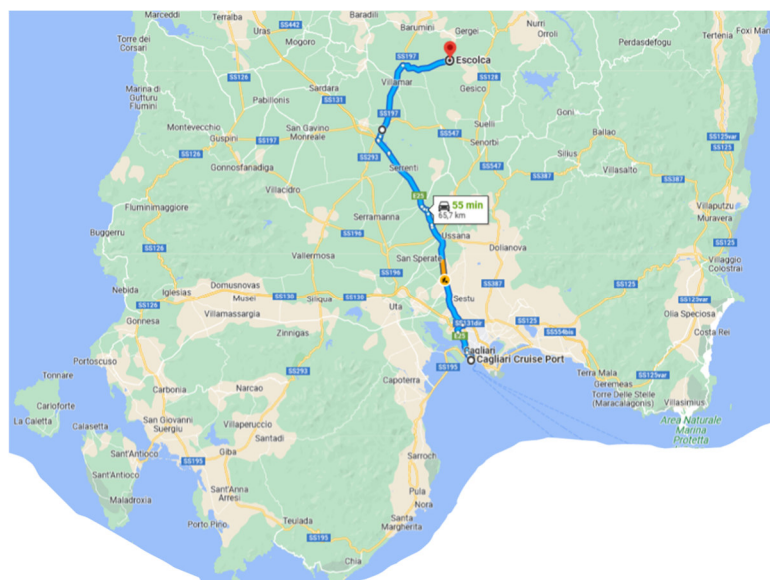 Marceddì
Terralba
Uras
SS442
Baradili
Barumini
Gergei
Nurri
Orroli
Perdasdefogu
Tertenia
Torre dei
Corsari
Mogoro
SS197
Escolca
SS126
Sardara
Villamar
SS128
Gesico
Marina di
Gutturu
Flumini
Pabillonis
SS131
SS197
Goni
Montevecchio
Guspini
SS197
San Gavino
Monreale
SS547
Suelli
Senorbì
Ballao
SS125var
SS125
SS126
Gonnosfanadiga
SS293
Serrenti
SS547
Silius
SS387
Villasalto
SS387
Villacidro
E25
55 min
65,7 km
Fluminimaggiore
Serramanna
Villaputzu
Muravera
Buggerru
SS196
Ussana
Dolianova
SS125
SS126
Vallermosa
San Sperate
Villaggio
Colostrai
Nebida
Domusnovas
SS196
SS387
SS125
Iglesias
Musei
SS130
Siliqua
SS130
Uta
Sestu
SS125var
SS126
Gonnesa
Villamassargia
Zinnigas
SS131dir
E25
SS125
SS554bis
Olia Speciosa
Costa Rei
Portoscuso
SS293
Cagliari Cruise Port
SS195
Terra Mala
SS125var
Tonnare
Carbonia
Narcao
Capoterra
Geremeas
Torre Delle Stelle
(Maracalagonis)
Villasimius
Carloforte
La Caletta
Calasetta
San Giovanni
Suergiu
Villaperuccio
Santadi
Area Naturale
Marina
Protetta
Sant'Antioco
SS195
Giba
Sarroch
Sant'Antioco
Maladroxia
Sant'Anna
Arresi
Pula
Nora
Porto Pino
Teulada
Santa
Margherita
SS195
Chia